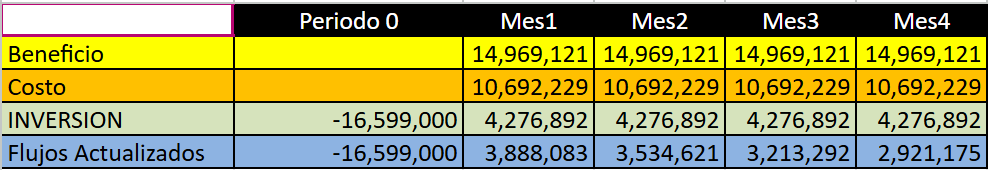 Periodo 0 Mes1 Mes2 Mes3 Mes4
Beneficio 14,969,121 14,969,121 14,969,121 14,969,121
Costo 10,692,229 10,692,229 10,692,229 10,692,229
INVERSION -16,599,000 4,276,892 4,276,892 4,276,892 4,276,892
Flujos Actualizados -16,599,000 3,888,083 3,534,621 3,213,292 2,921,175